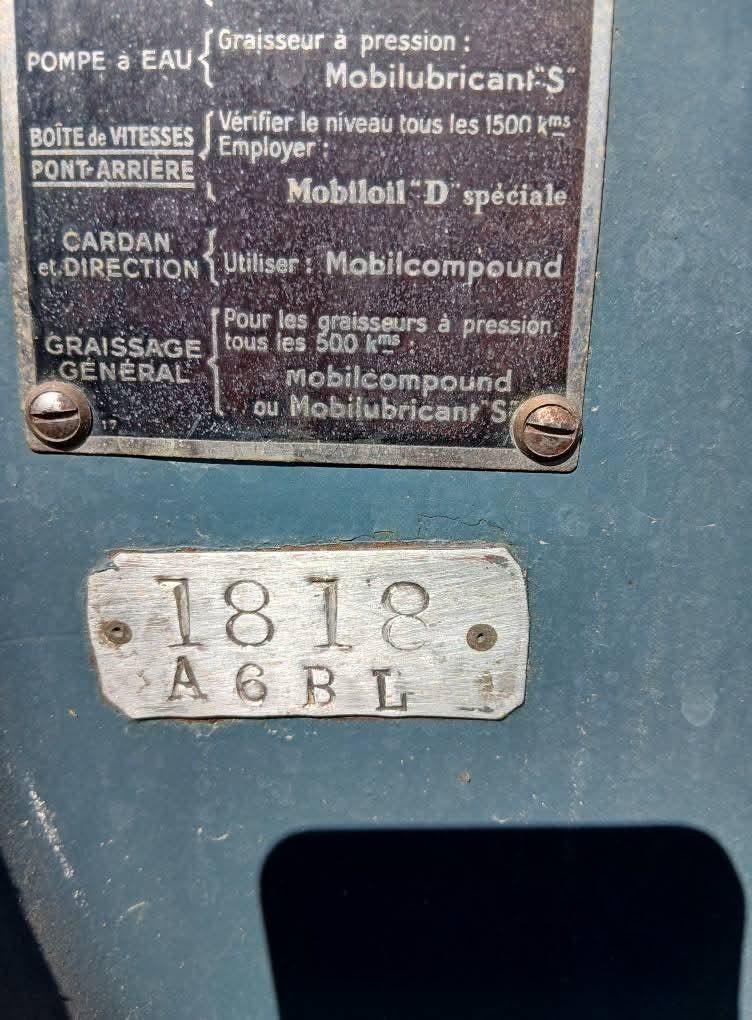 POMPE à EAU
Graisseur à pression :
Mobilubricant "S"
BOÎTE de VITESSES
PONT-ARRIÈRE
Vérifier le niveau tous les 1500 kms
Employer :
Mobiloil "D" spéciale
CARDAN
et DIRECTION
Utiliser : Mobilcompound
GRAISSAGE
GÉNÉRAL
Pour les graisseurs à pression,
tous les 500 kms :
Mobilcompound
ou Mobilubricant "S"
17
1818
A6BL